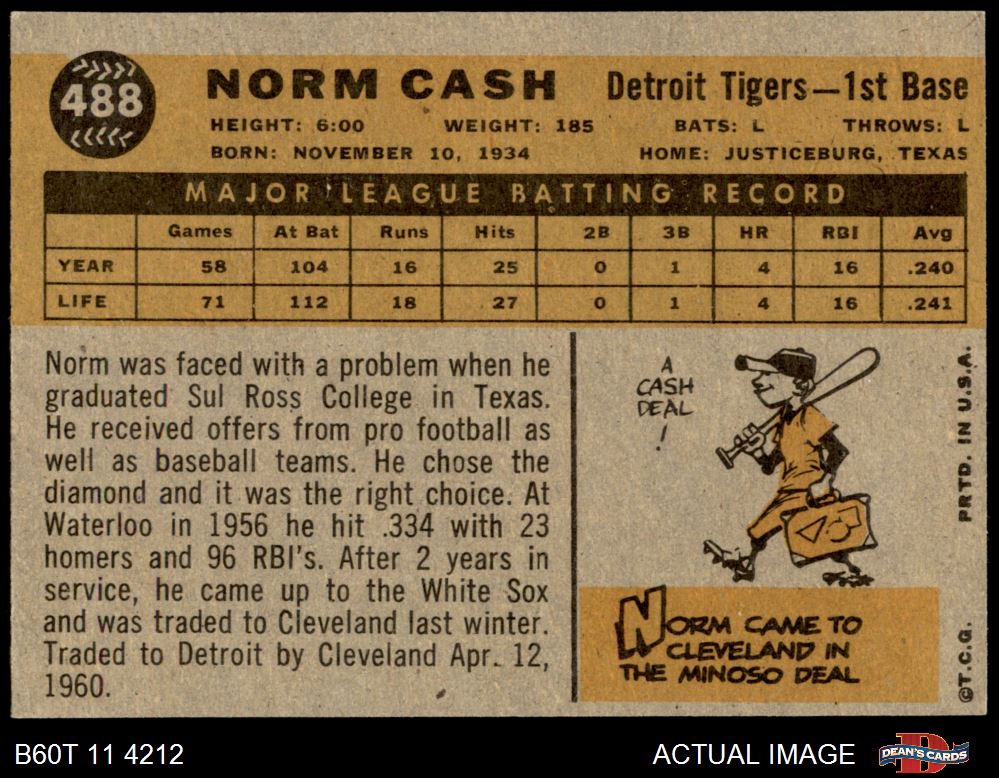 488
NORM CASH Detroit Tigers—1st Base
HEIGHT: 6:00 WEIGHT: 185 BATS: L THROWS: L
BORN: NOVEMBER 10, 1934 HOME: JUSTICEBURG, TEXAS
MAJOR LEAGUE BATTING RECORD
Games At Bat Runs Hits 2B 3B HR RBI Avg
YEAR 58 104 16 25 0 1 4 16 .240
LIFE 71 112 18 27 0 1 4 16 .241
Norm was faced with a problem when he
graduated Sul Ross College in Texas.
He received offers from pro football as
well as baseball teams. He chose the
diamond and it was the right choice. At
Waterloo in 1956 he hit .334 with 23
homers and 96 RBI's. After 2 years in
service, he came up to the White Sox
and was traded to Cleveland last winter.
Traded to Detroit by Cleveland Apr. 12,
1960.
A
CASH
DEAL
!
NORM CAME TO
CLEVELAND IN
THE MINOSO DEAL
©T.C.G. PRTD. IN U.S.A.
B60T 11 4212 ACTUAL IMAGE DEAN'S CARDS